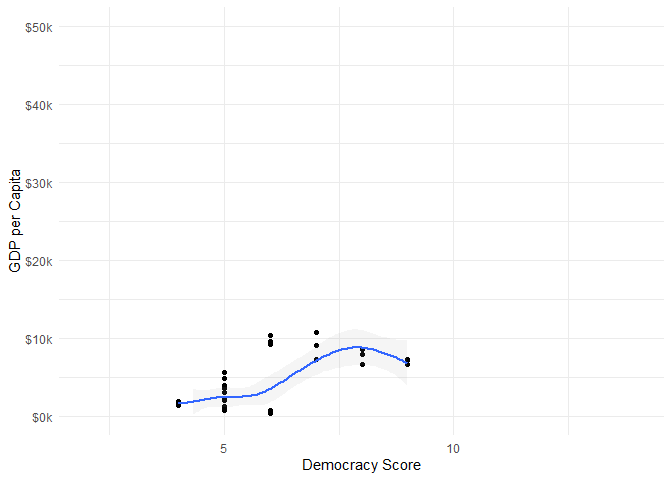 $50k
$40k
$30k
$20k
$10k
$0k
GDP per Capita
5 10
Democracy Score